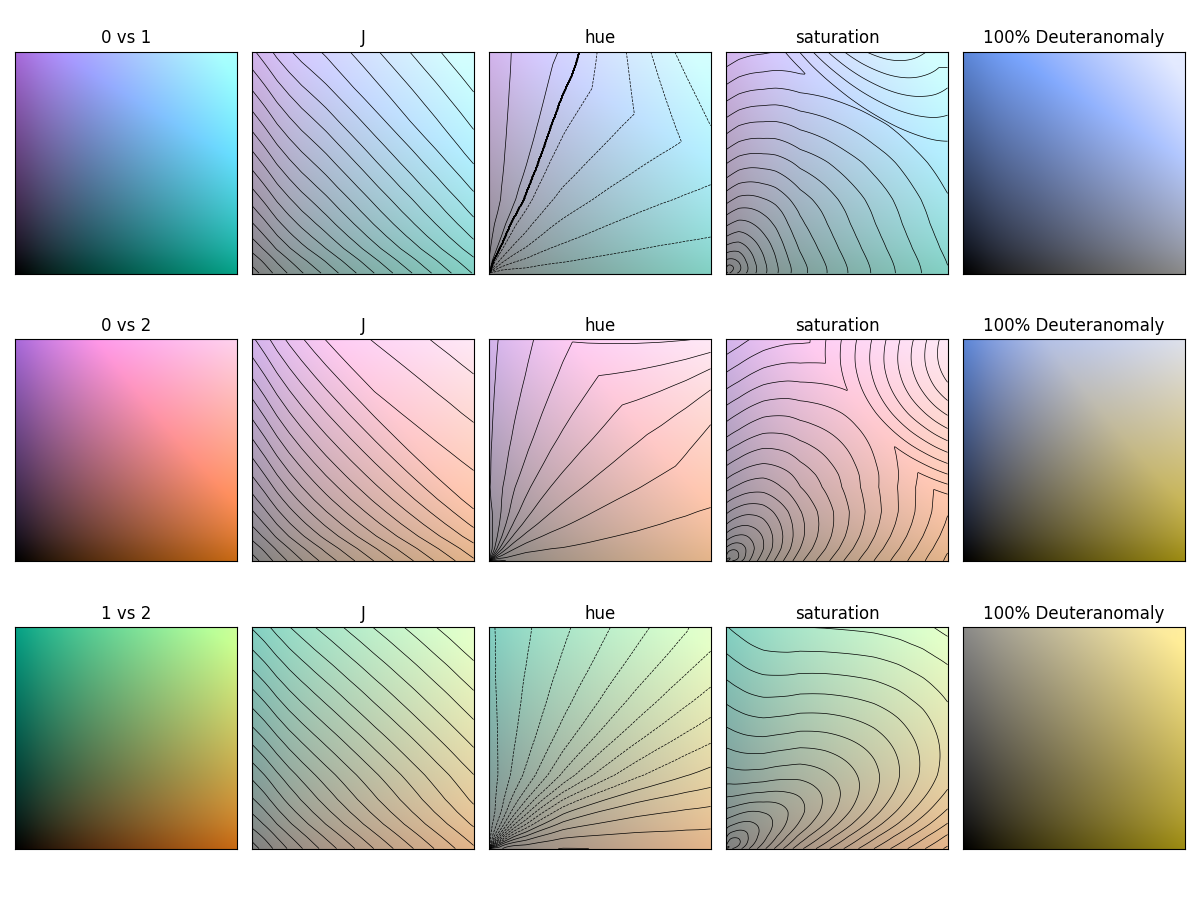 0 vs 1
J
hue
saturation
100% Deuteranomaly
0 vs 2
J
hue
saturation
100% Deuteranomaly
1 vs 2
J
hue
saturation
100% Deuteranomaly